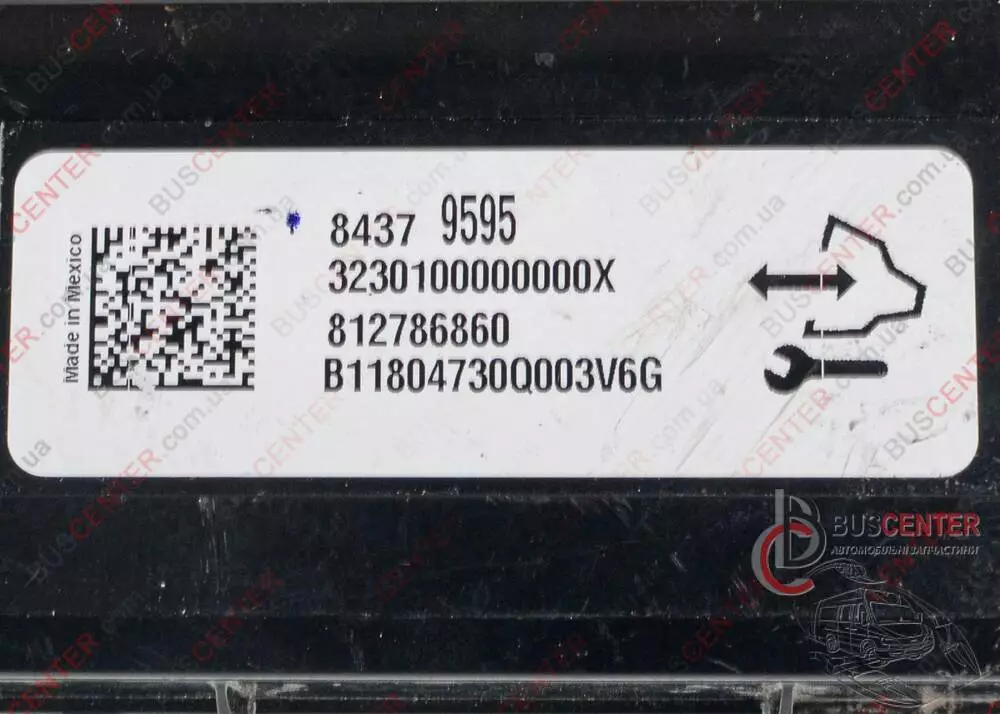 Made in Mexico
8437 9595
3230100000000X
812786860
B11804730Q003V6G
BUSCENTER
АВТОМОБІЛЬНІ ЗАПЧАСТИНИ